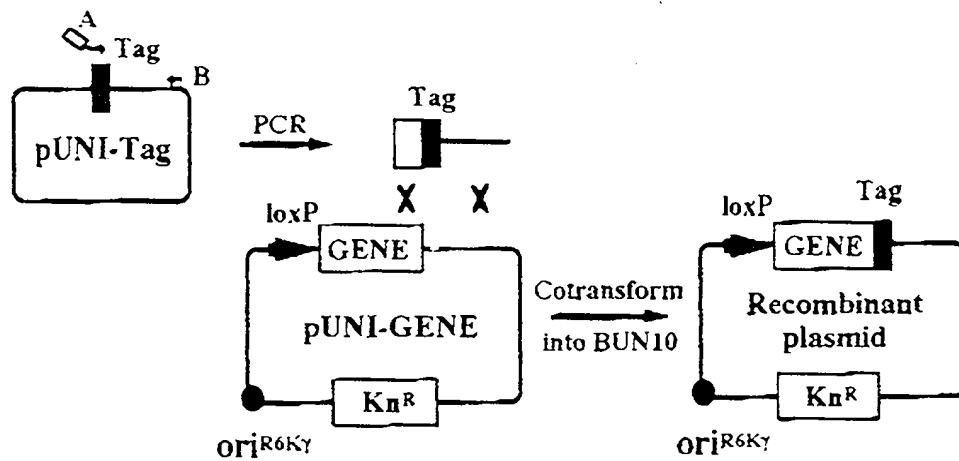 A
Tag
B
pUNI-Tag
PCR
Tag
X X
loxP
GENE
pUNI-GENE
Kn^R
ori^R6Kγ
Cotransform
into BUN10
Tag
loxP
GENE
Recombinant
plasmid
Kn^R
ori^R6Kγ